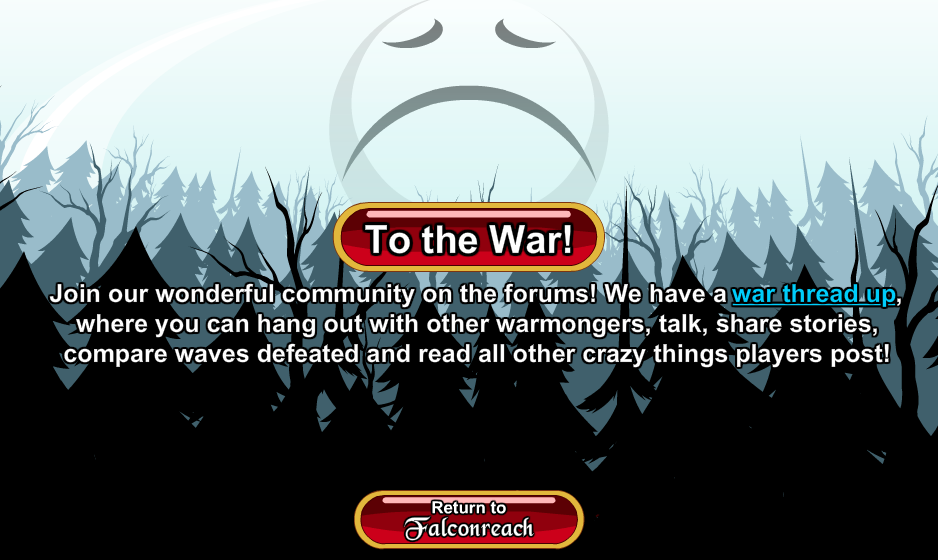 To the War!
Join our wonderful community on the forums! We have a war thread up,
where you can hang out with other warmongers, talk, share stories,
compare waves defeated and read all other crazy things players post!
Return to
Falconreach